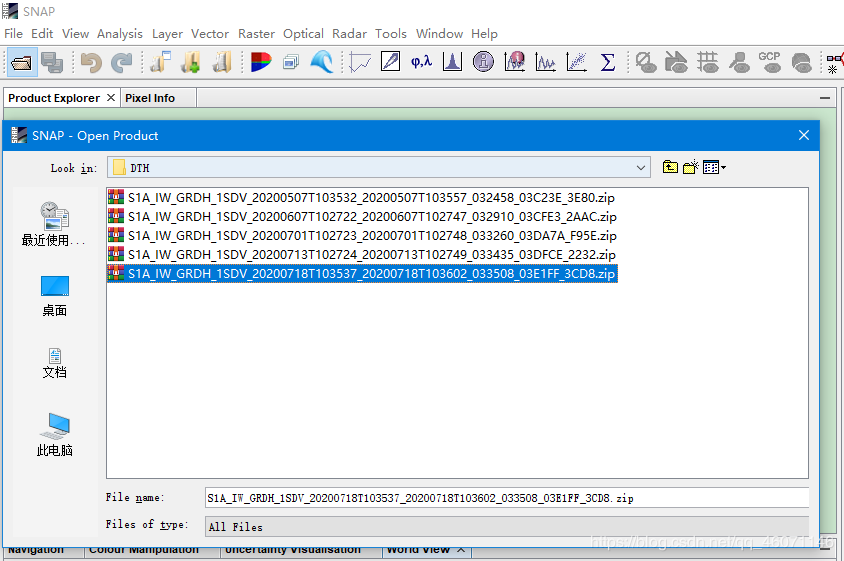 SNAP
File Edit View Analysis Layer Vector Raster Optical Radar Tools Window Help
φ,λ Σ GCP
Product Explorer × Pixel Info
SNAP - Open Product
Look in: DTH
S1A_IW_GRDH_1SDV_20200507T103532_20200507T103557_032458_03C23E_3E80.zip
S1A_IW_GRDH_1SDV_20200607T102722_20200607T102747_032910_03CFE3_2AAC.zip
S1A_IW_GRDH_1SDV_20200701T102723_20200701T102748_033260_03DA7A_F95E.zip
S1A_IW_GRDH_1SDV_20200713T102724_20200713T102749_033435_03DFCE_2232.zip
S1A_IW_GRDH_1SDV_20200718T103537_20200718T103602_033508_03E1FF_3CD8.zip
最近使用...
桌面
文档
此电脑
File name: S1A_IW_GRDH_1SDV_20200718T103537_20200718T103602_033508_03E1FF_3CD8.zip
Files of type: All Files
Navigation Colour Manipulation Uncertainty Visualisation World View ×
https://blog.csdn.net/qq_46071146